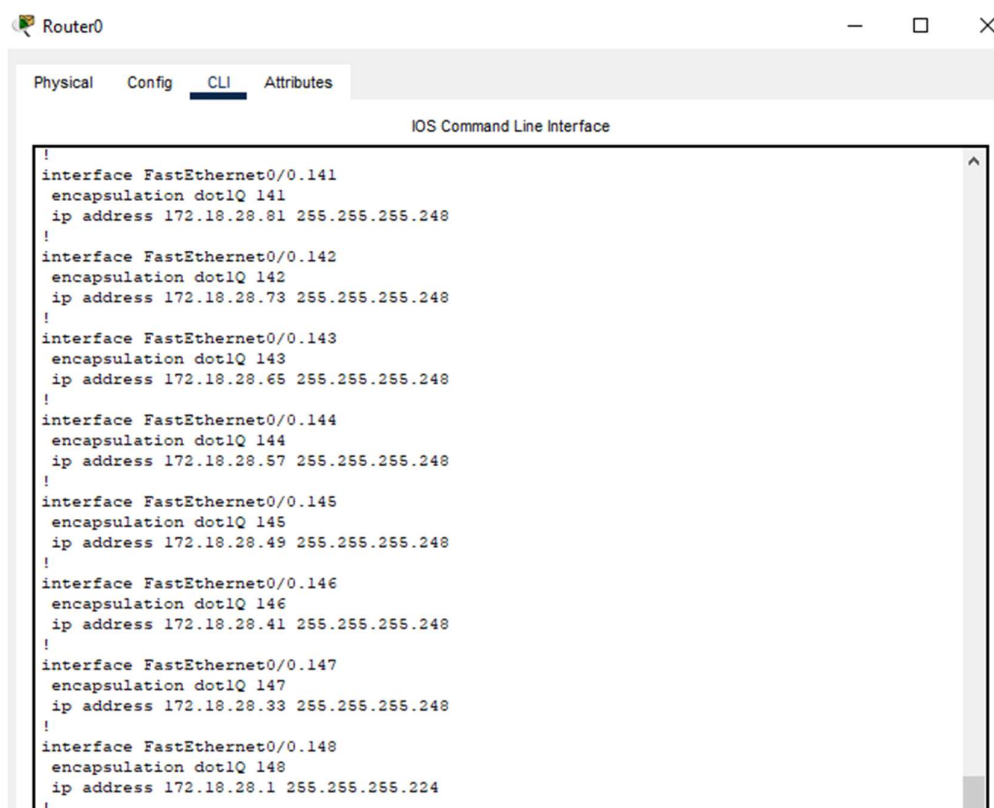 Router0
Physical Config CLI Attributes
IOS Command Line Interface
!
interface FastEthernet0/0.141
 encapsulation dot1Q 141
 ip address 172.18.28.81 255.255.255.248
!
interface FastEthernet0/0.142
 encapsulation dot1Q 142
 ip address 172.18.28.73 255.255.255.248
!
interface FastEthernet0/0.143
 encapsulation dot1Q 143
 ip address 172.18.28.65 255.255.255.248
!
interface FastEthernet0/0.144
 encapsulation dot1Q 144
 ip address 172.18.28.57 255.255.255.248
!
interface FastEthernet0/0.145
 encapsulation dot1Q 145
 ip address 172.18.28.49 255.255.255.248
!
interface FastEthernet0/0.146
 encapsulation dot1Q 146
 ip address 172.18.28.41 255.255.255.248
!
interface FastEthernet0/0.147
 encapsulation dot1Q 147
 ip address 172.18.28.33 255.255.255.248
!
interface FastEthernet0/0.148
 encapsulation dot1Q 148
 ip address 172.18.28.1 255.255.255.224
!